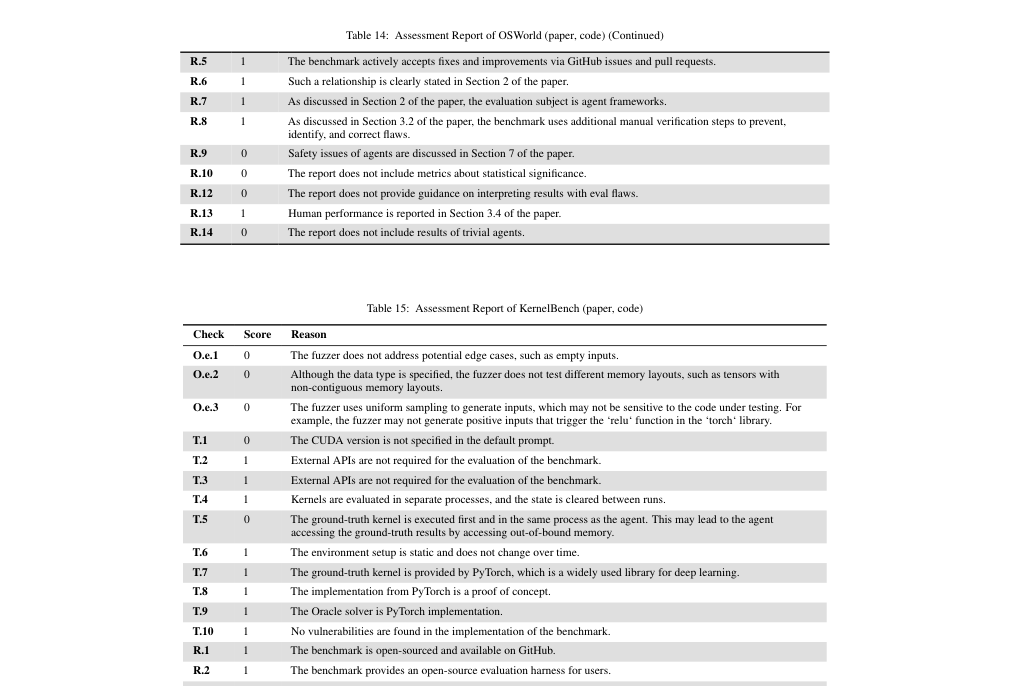 Table 14: Assessment Report of OSWorld (paper, code) (Continued)
R.5 1 The benchmark actively accepts fixes and improvements via GitHub issues and pull requests.
R.6 1 Such a relationship is clearly stated in Section 2 of the paper.
R.7 1 As discussed in Section 2 of the paper, the evaluation subject is agent frameworks.
R.8 1 As discussed in Section 3.2 of the paper, the benchmark uses additional manual verification steps to prevent,
identify, and correct flaws.
R.9 0 Safety issues of agents are discussed in Section 7 of the paper.
R.10 0 The report does not include metrics about statistical significance.
R.12 0 The report does not provide guidance on interpreting results with eval flaws.
R.13 1 Human performance is reported in Section 3.4 of the paper.
R.14 0 The report does not include results of trivial agents.
Table 15: Assessment Report of KernelBench (paper, code)
Check Score Reason
O.e.1 0 The fuzzer does not address potential edge cases, such as empty inputs.
O.e.2 0 Although the data type is specified, the fuzzer does not test different memory layouts, such as tensors with
non-contiguous memory layouts.
O.e.3 0 The fuzzer uses uniform sampling to generate inputs, which may not be sensitive to the code under testing. For
example, the fuzzer may not generate positive inputs that trigger the ‘relu‘ function in the ‘torch‘ library.
T.1 0 The CUDA version is not specified in the default prompt.
T.2 1 External APIs are not required for the evaluation of the benchmark.
T.3 1 External APIs are not required for the evaluation of the benchmark.
T.4 1 Kernels are evaluated in separate processes, and the state is cleared between runs.
T.5 0 The ground-truth kernel is executed first and in the same process as the agent. This may lead to the agent
accessing the ground-truth results by accessing out-of-bound memory.
T.6 1 The environment setup is static and does not change over time.
T.7 1 The ground-truth kernel is provided by PyTorch, which is a widely used library for deep learning.
T.8 1 The implementation from PyTorch is a proof of concept.
T.9 1 The Oracle solver is PyTorch implementation.
T.10 1 No vulnerabilities are found in the implementation of the benchmark.
R.1 1 The benchmark is open-sourced and available on GitHub.
R.2 1 The benchmark provides an open-source evaluation harness for users.